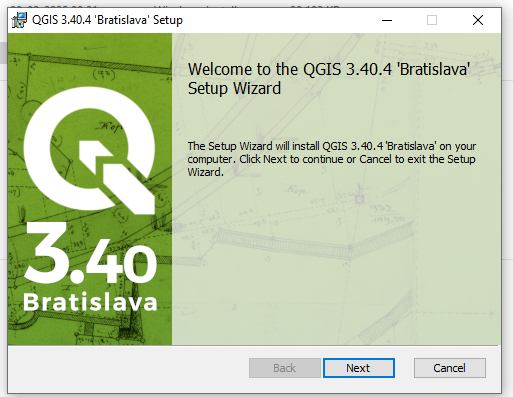 QGIS 3.40.4 'Bratislava' Setup
Welcome to the QGIS 3.40.4 'Bratislava'
Setup Wizard
The Setup Wizard will install QGIS 3.40.4 'Bratislava' on your
computer. Click Next to continue or Cancel to exit the Setup
Wizard.
3.40
Bratislava
Back
Next
Cancel